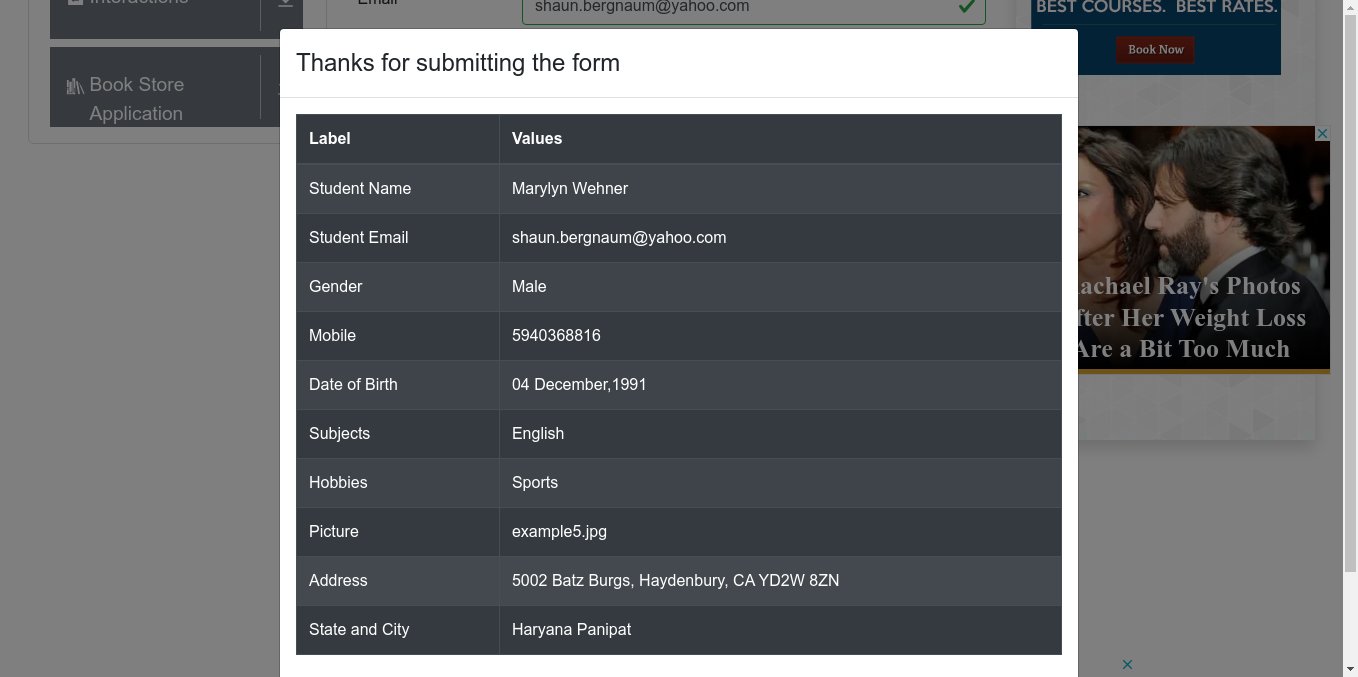 Interactions
Email
shaun.bergnaum@yahoo.com
BEST COURSES. BEST RATES.
Book Now
Book Store
Application
Thanks for submitting the form
Label Values
Student Name Marylyn Wehner
Student Email shaun.bergnaum@yahoo.com
Gender Male
Mobile 5940368816
Date of Birth 04 December,1991
Subjects English
Hobbies Sports
Picture example5.jpg
Address 5002 Batz Burgs, Haydenbury, CA YD2W 8ZN
State and City Haryana Panipat
achael Ray's Photos
fter Her Weight Loss
Are a Bit Too Much